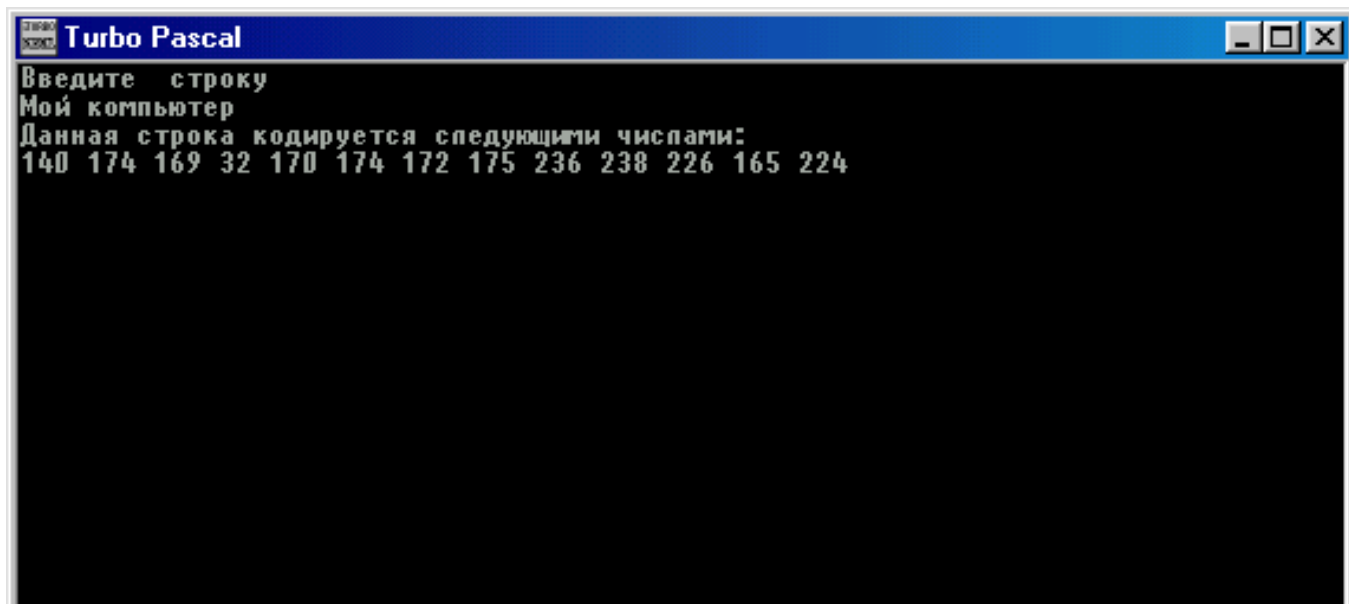 Turbo Pascal
Введите  строку
Мой компьютер
Данная строка кодируется следующими числами:
140 174 169 32 170 174 172 175 236 238 226 165 224